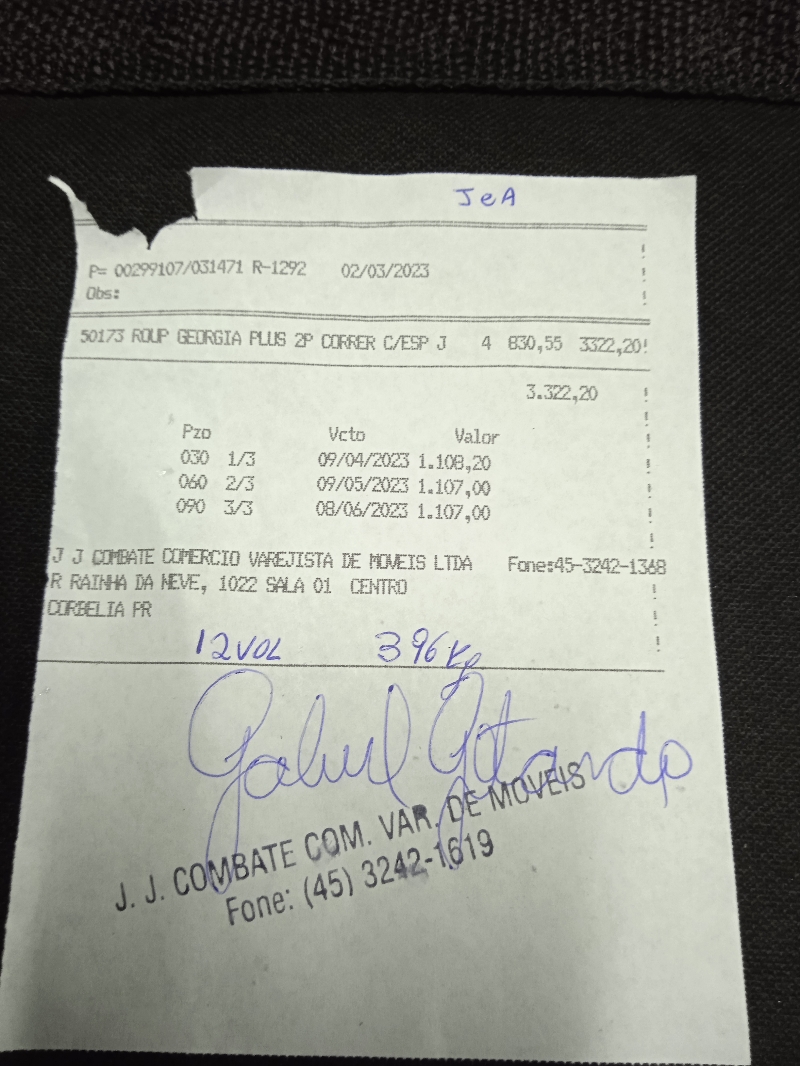 JeA
P= 00299107/031471 R-1292 02/03/2023
Obs:
50173 ROUP GEORGIA PLUS 2P CORRER C/ESP J 4 830,55 3322,20!
3.322,20
Pzo Vcto Valor
030 1/3 09/04/2023 1.108,20
060 2/3 09/05/2023 1.107,00
090 3/3 08/06/2023 1.107,00
J J COMBATE COMERCIO VAREJISTA DE MOVEIS LTDA Fone:45-3242-1368
R RAINHA DA NEVE, 1022 SALA 01 CENTRO
CORBELIA PR
12 VOL 396 Kg
J. J. COMBATE COM. VAR. DE MOVEIS
Fone: (45) 3242-1619